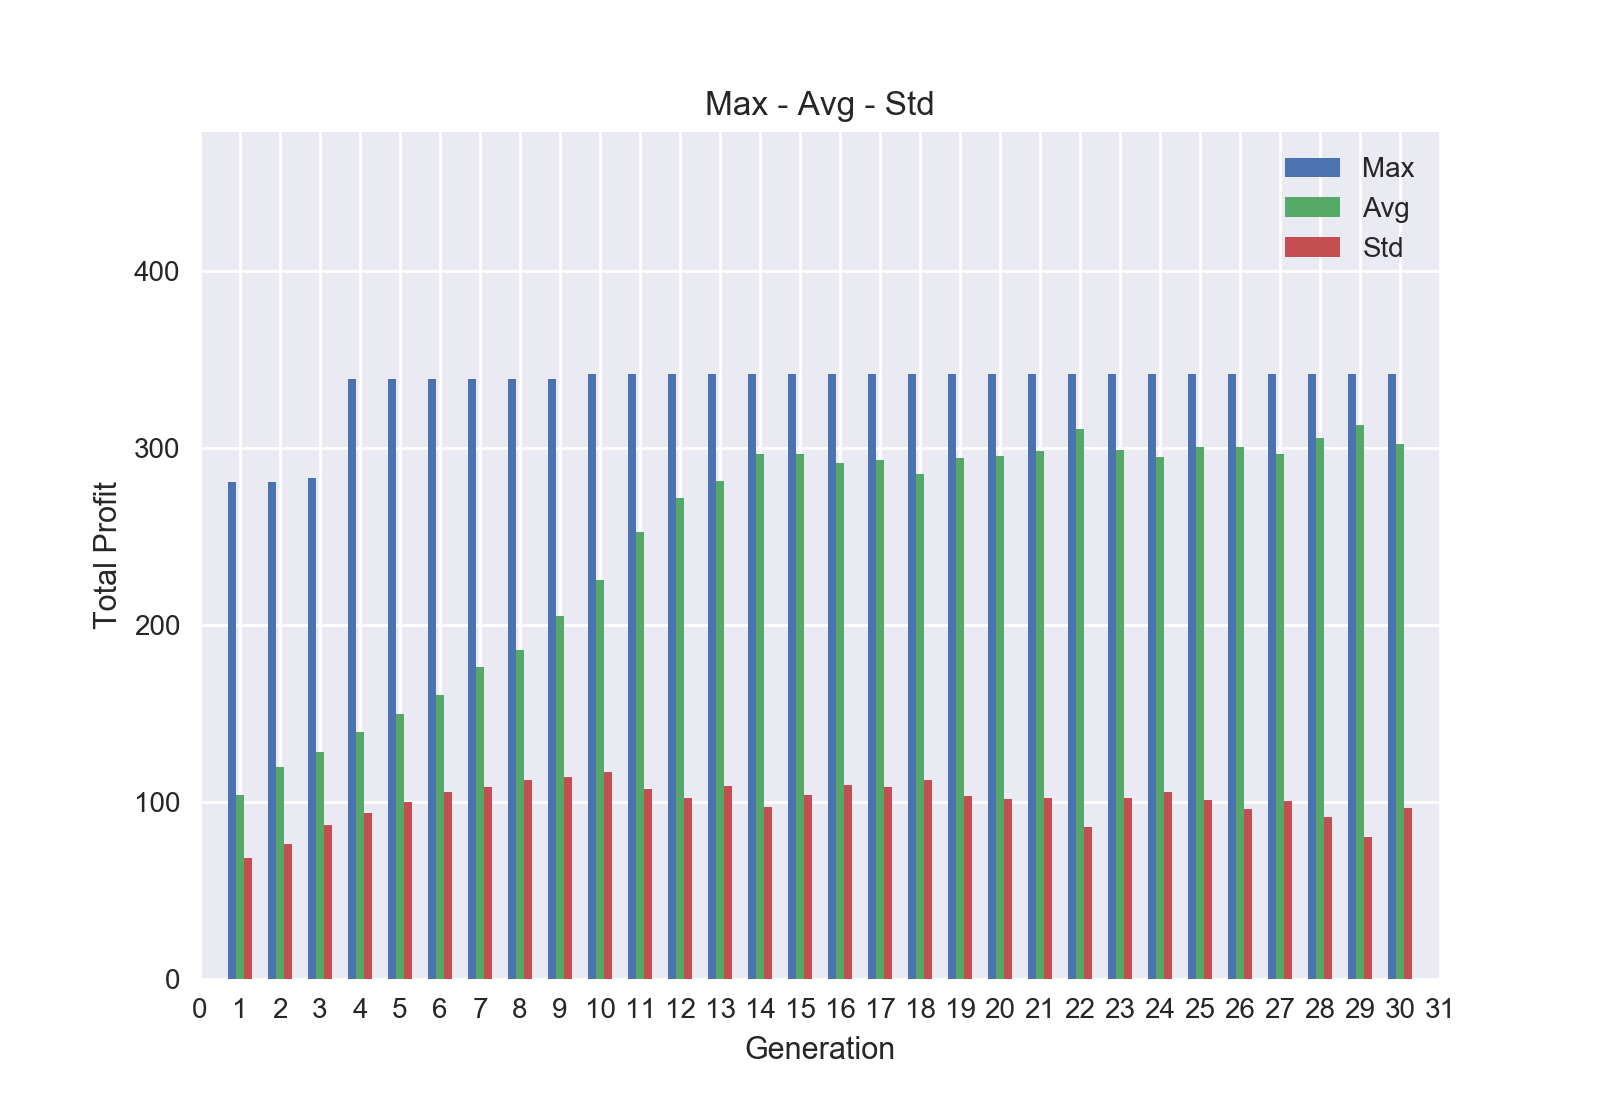 Max - Avg - Std
Max
Avg
Std
400
300
200
100
0
Total Profit
0 1 2 3 4 5 6 7 8 9 10 11 12 13 14 15 16 17 18 19 20 21 22 23 24 25 26 27 28 29 30 31
Generation